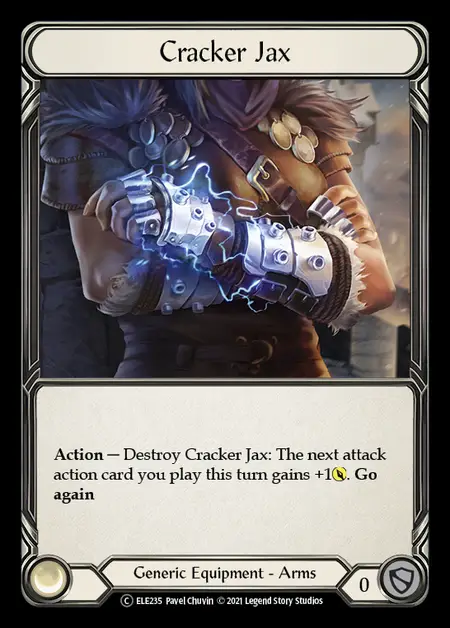 Cracker Jax
Action — Destroy Cracker Jax: The next attack
action card you play this turn gains +1. Go
again
Generic Equipment - Arms
0
C ELE235 Pavel Chuvin © 2021 Legend Story Studios